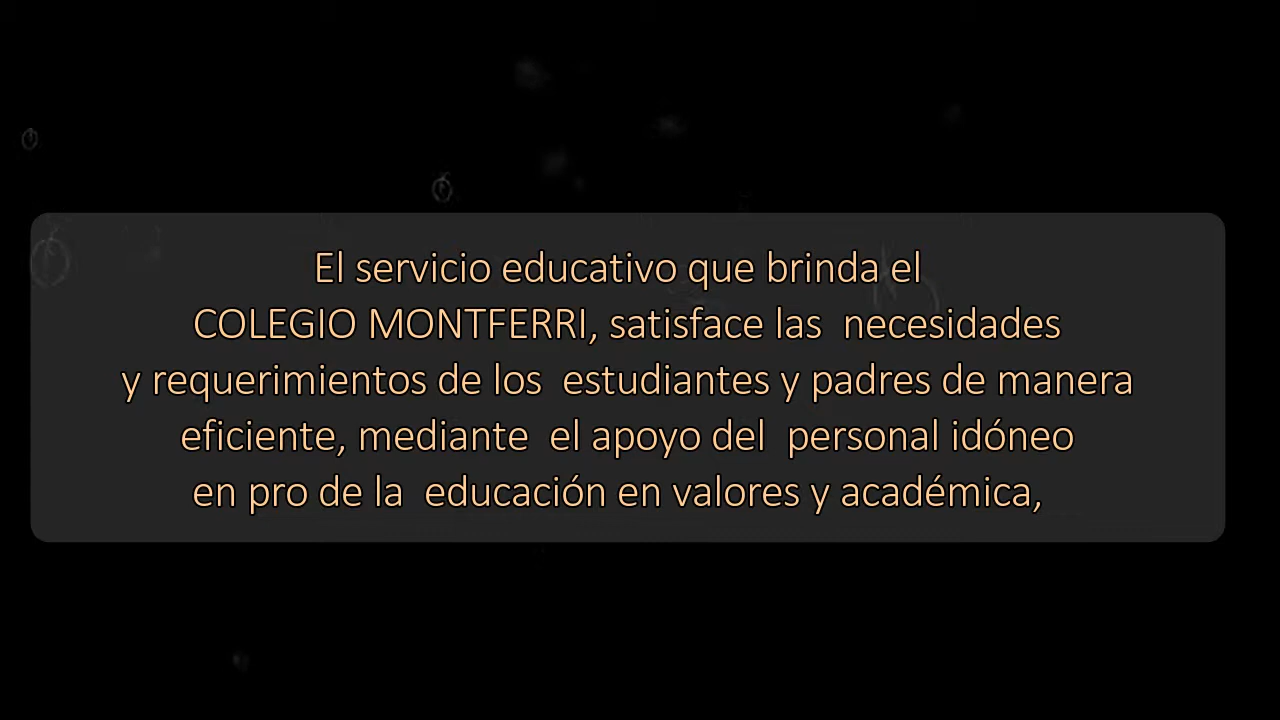 El servicio educativo que brinda el
COLEGIO MONTFERRI, satisface las necesidades
y requerimientos de los estudiantes y padres de manera
eficiente, mediante el apoyo del personal idóneo
en pro de la educación en valores y académica,